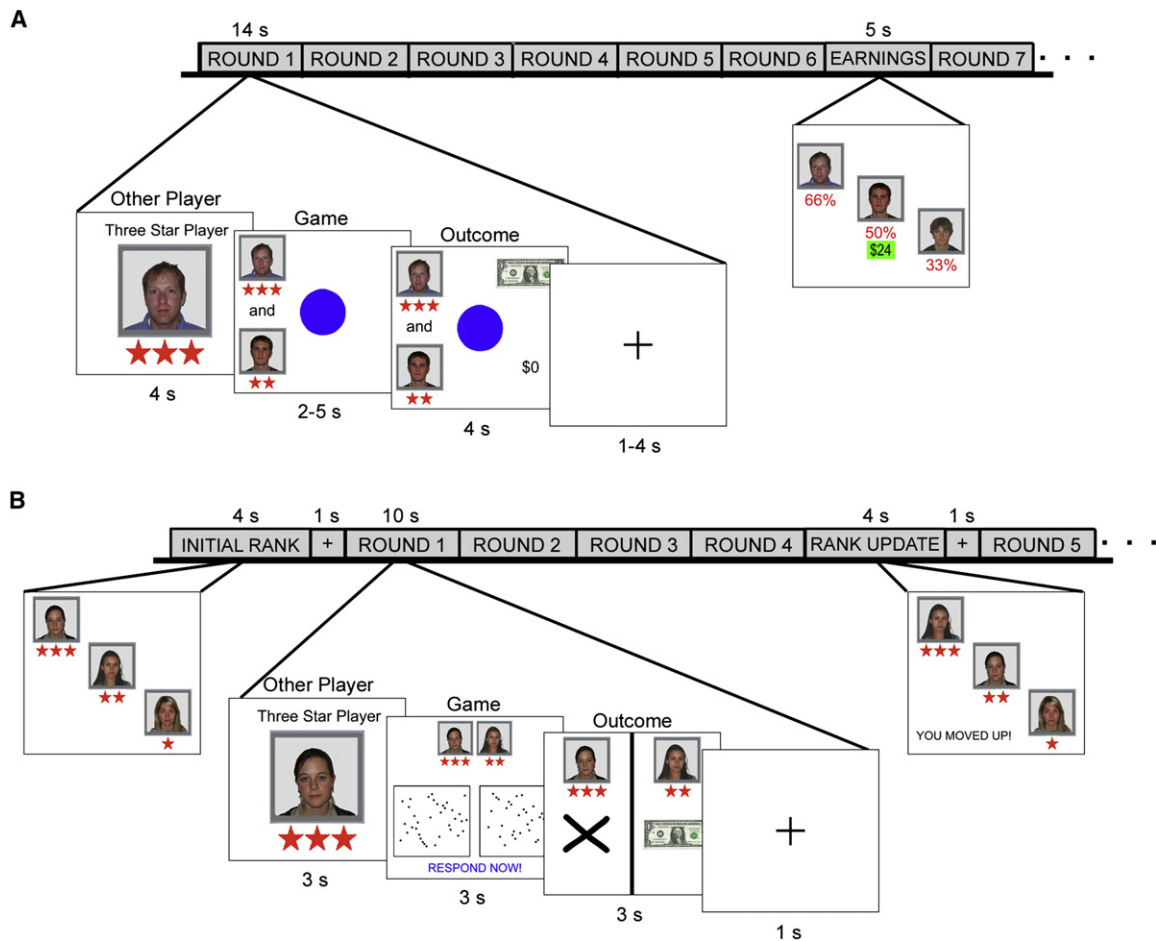 A
14 s
5 s
ROUND 1 ROUND 2 ROUND 3 ROUND 4 ROUND 5 ROUND 6 EARNINGS ROUND 7 . . .
Other Player
Three Star Player
4 s
Game
and
2-5 s
Outcome
and
$0
4 s
+
1-4 s
66%
50%
$24
33%
B
4 s
1 s
10 s
4 s
1 s
INITIAL RANK + ROUND 1 ROUND 2 ROUND 3 ROUND 4 RANK UPDATE + ROUND 5 . . .
Other Player
Three Star Player
3 s
Game
RESPOND NOW!
3 s
Outcome
3 s
+
1 s
YOU MOVED UP!